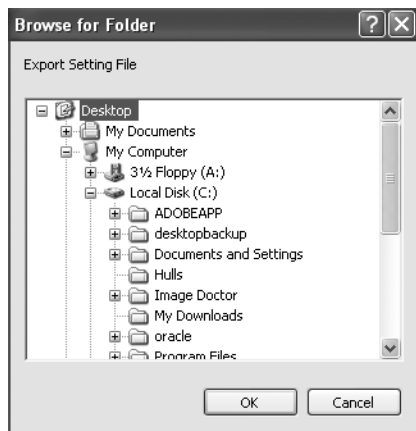 Browse for Folder
Export Setting File
Desktop
My Documents
My Computer
3½ Floppy (A:)
Local Disk (C:)
ADOBEAPP
desktopbackup
Documents and Settings
Hulls
Image Doctor
My Downloads
oracle
Program Files
OK Cancel